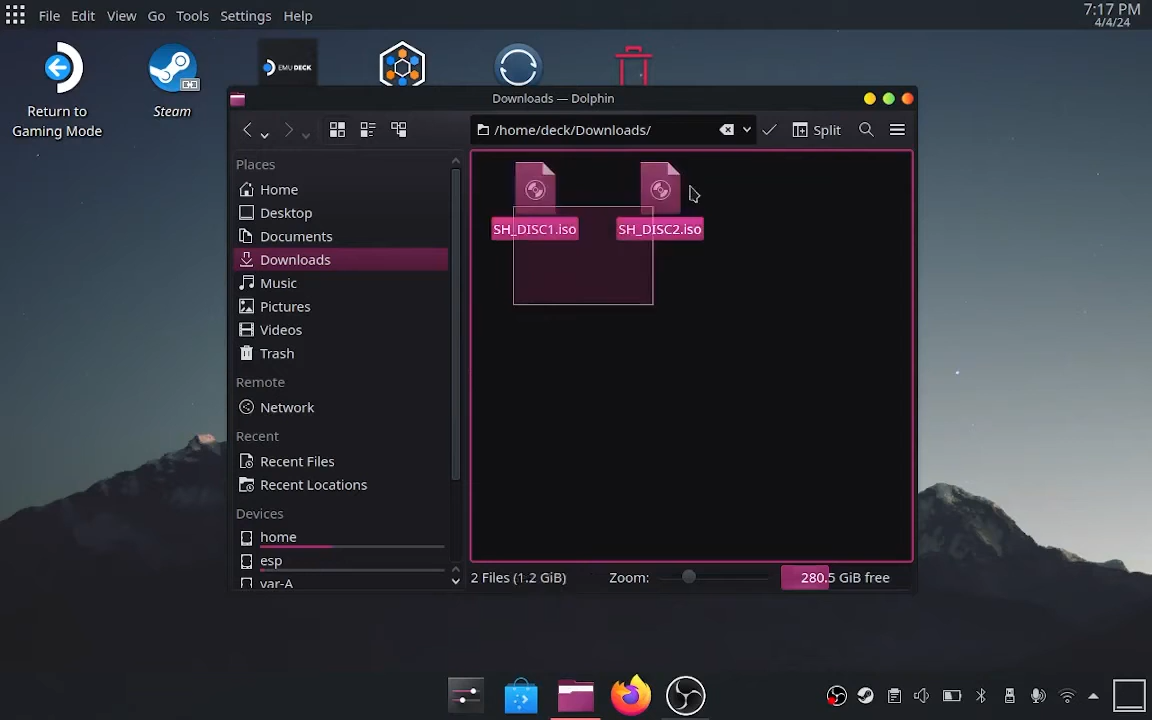 File Edit View Go Tools Settings Help
7:17 PM
4/4/24
Return to
Gaming Mode
Steam
EMU DECK
Downloads — Dolphin
/home/deck/Downloads/
Split
Places
Home
Desktop
Documents
Downloads
Music
Pictures
Videos
Trash
Remote
Network
Recent
Recent Files
Recent Locations
Devices
home
esp
var-A
SH_DISC1.iso
SH_DISC2.iso
2 Files (1.2 GiB)
Zoom:
280.5 GiB free